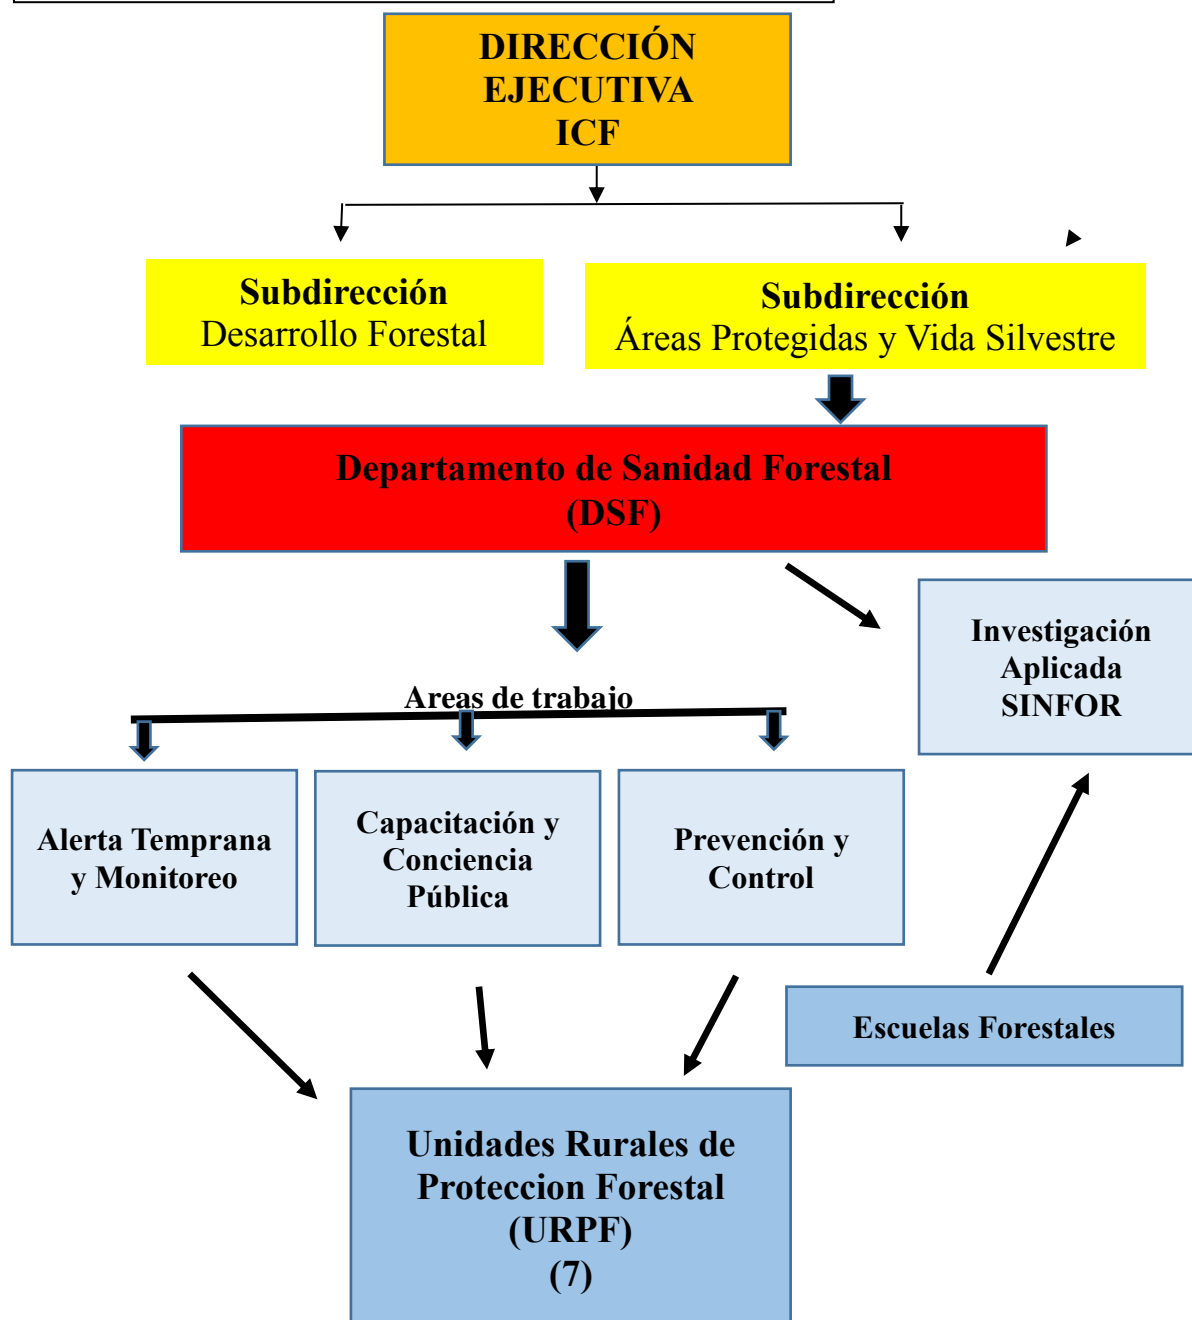 DIRECCIÓN
EJECUTIVA
ICF
Subdirección
Desarrollo Forestal
Subdirección
Áreas Protegidas y Vida Silvestre
Departamento de Sanidad Forestal
(DSF)
Investigación
Aplicada
SINFOR
Areas de trabajo
Alerta Temprana
y Monitoreo
Capacitación y
Conciencia
Pública
Prevención y
Control
Escuelas Forestales
Unidades Rurales de
Proteccion Forestal
(URPF)
(7)